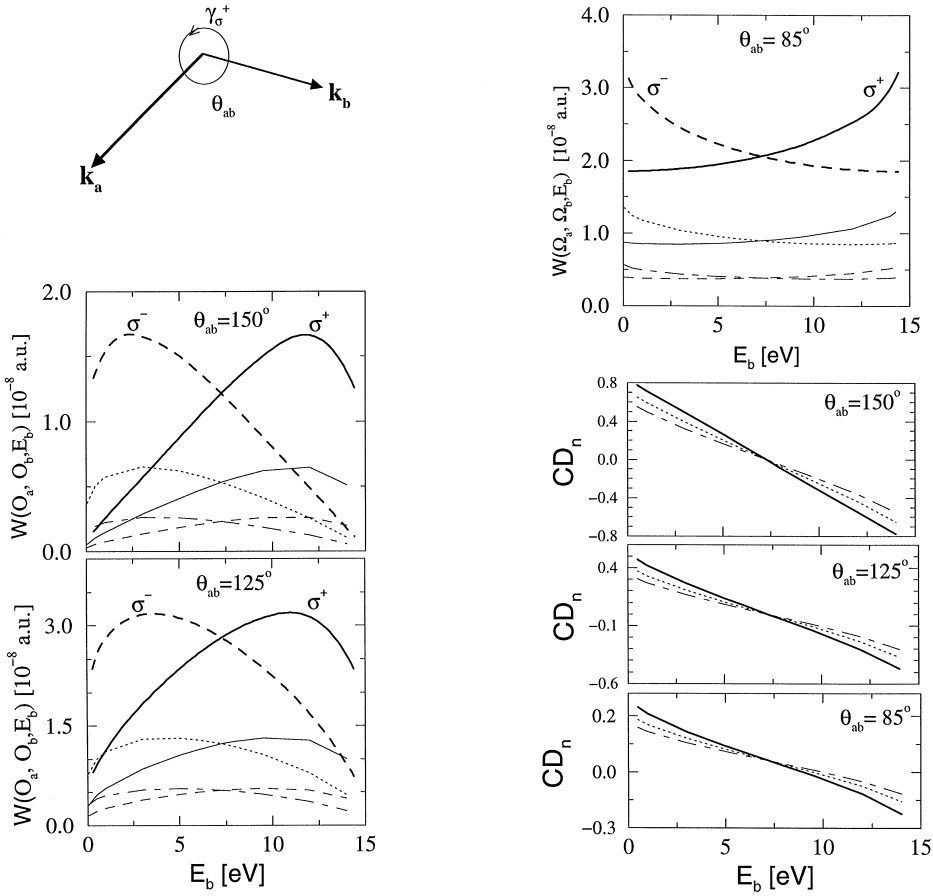 γσ+
θab
kb
ka
θab= 85°
4.0
3.0
2.0
1.0
0.0
σ−
σ+
W(Ωa, Ωb,Eb) [10−8 a.u.]
0 5 10 15
Eb [eV]
2.0
1.0
0.0
σ−
θab=150°
σ+
W(Oa, Ob,Eb) [10−8 a.u.]
θab=125°
σ−
σ+
3.0
1.5
0.0
W(Oa, Ob,Eb) [10−8 a.u.]
0 5 10 15
Eb [eV]
0.8
0.4
0.0
−0.4
−0.8
CDn
θab=150°
0.4
−0.1
−0.6
CDn
θab=125°
0.2
0.0
−0.3
CDn
θab= 85°
0 5 10 15
Eb [eV]